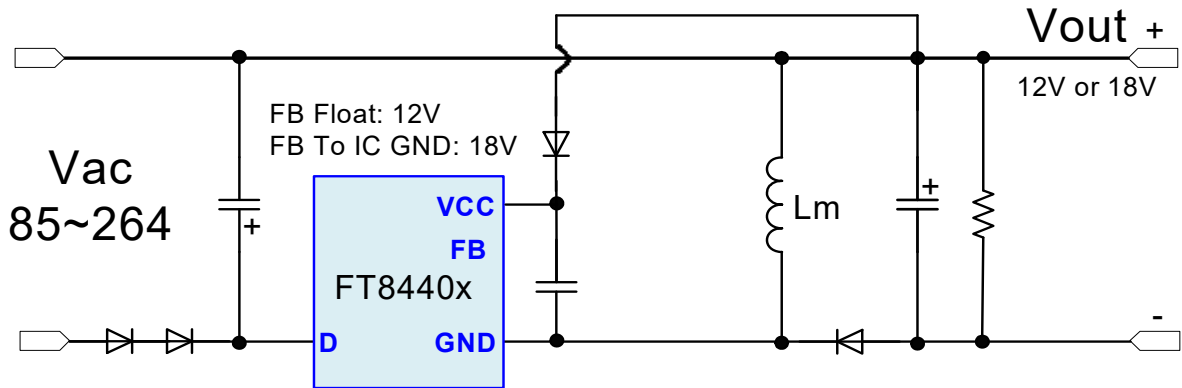 Vout +
12V or 18V
FB Float: 12V
FB To IC GND: 18V
Vac
85~264
+
VCC
FB
FT8440x
D
GND
Lm
+
-